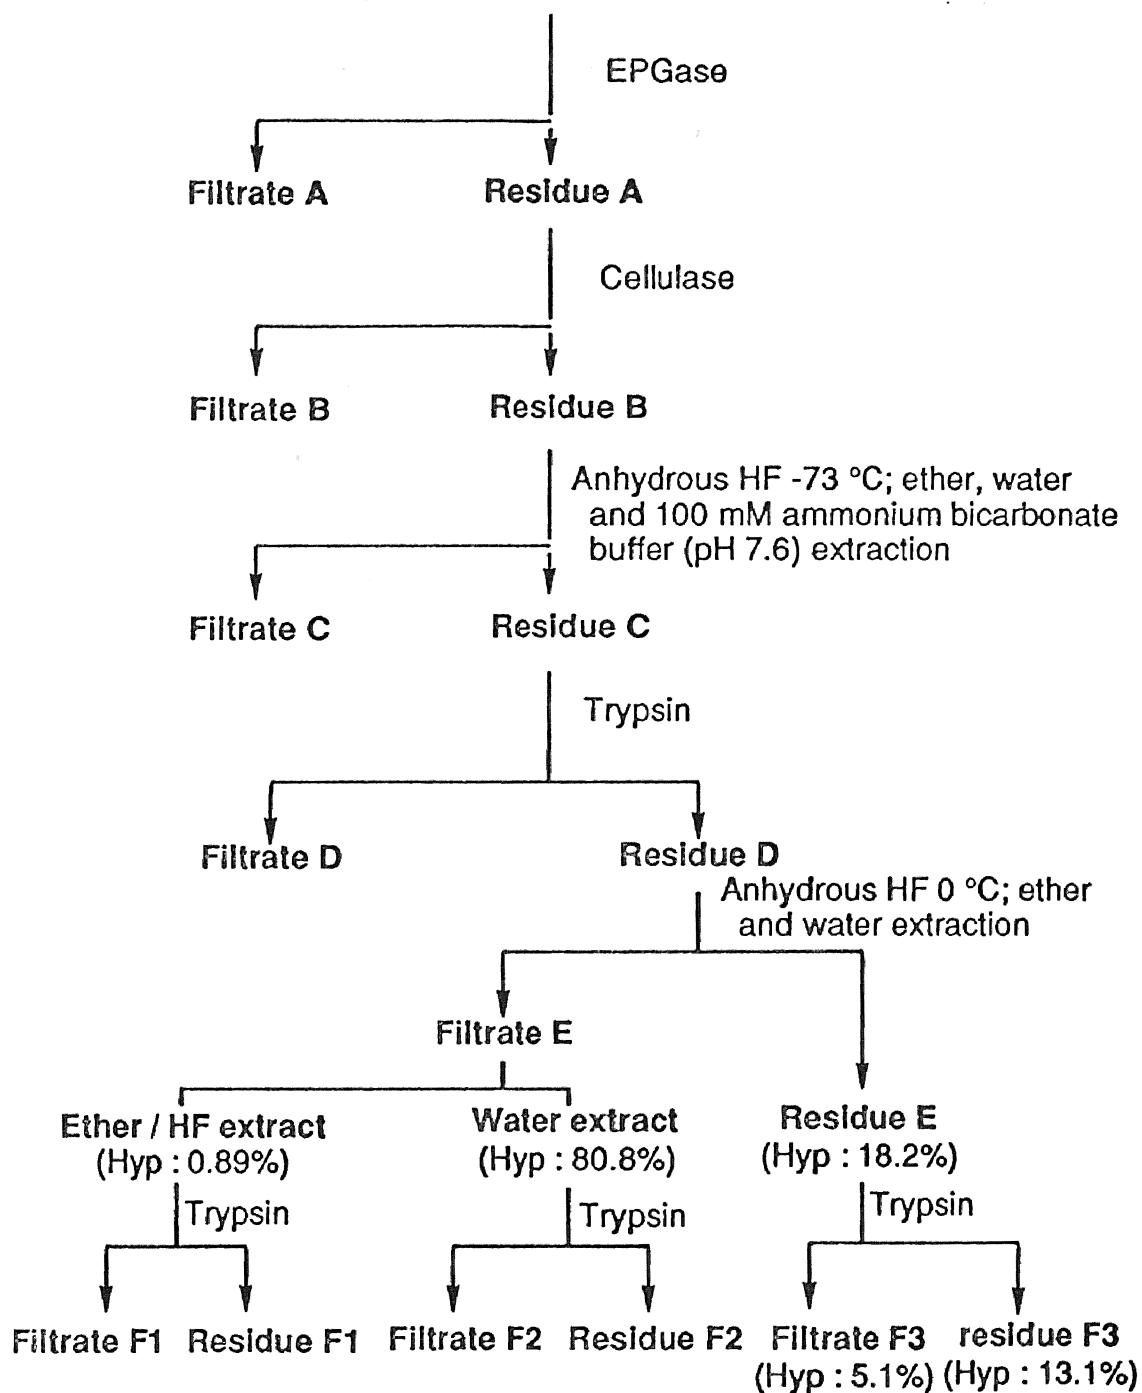 EPGase
Filtrate A
Residue A
Cellulase
Filtrate B
Residue B
Anhydrous HF -73 ºC; ether, water
and 100 mM ammonium bicarbonate
buffer (pH 7.6) extraction
Filtrate C
Residue C
Trypsin
Filtrate D
Residue D
Anhydrous HF 0 ºC; ether
and water extraction
Filtrate E
Ether / HF extract
(Hyp : 0.89%)
Water extract
(Hyp : 80.8%)
Residue E
(Hyp : 18.2%)
Trypsin
Trypsin
Trypsin
Filtrate F1
Residue F1
Filtrate F2
Residue F2
Filtrate F3
(Hyp : 5.1%)
residue F3
(Hyp : 13.1%)